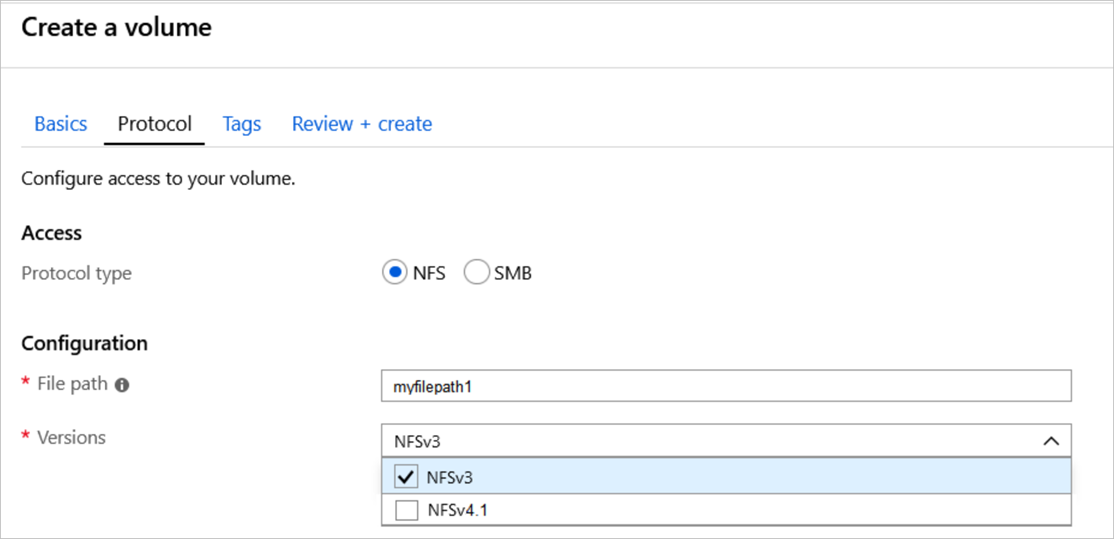 Create a volume
Basics Protocol Tags Review + create
Configure access to your volume.
Access
Protocol type NFS SMB
Configuration
* File path myfilepath1
* Versions NFSv3
NFSv3
NFSv4.1